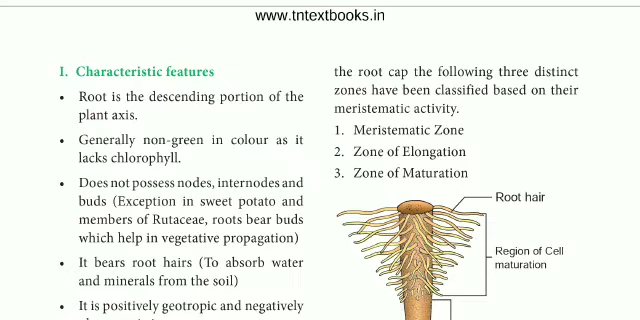 www.tntextbooks.in
I. Characteristic features
• Root is the descending portion of the
plant axis.
• Generally non-green in colour as it
lacks chlorophyll.
• Does not possess nodes, internodes and
buds (Exception in sweet potato and
members of Rutaceae, roots bear buds
which help in vegetative propagation)
• It bears root hairs (To absorb water
and minerals from the soil)
• It is positively geotropic and negatively
the root cap the following three distinct
zones have been classified based on their
meristematic activity.
1. Meristematic Zone
2. Zone of Elongation
3. Zone of Maturation
Root hair
Region of Cell
maturation